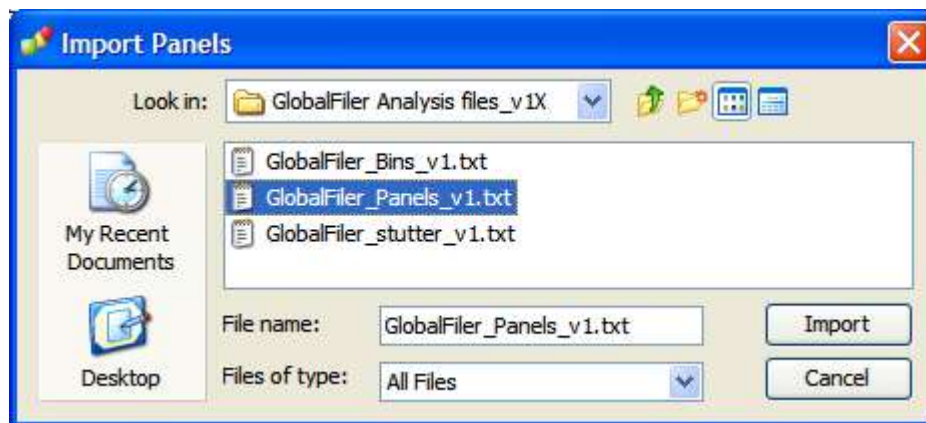 Import Panels
Look in: GlobalFiler Analysis files_v1X
GlobalFiler_Bins_v1.txt
GlobalFiler_Panels_v1.txt
GlobalFiler_stutter_v1.txt
My Recent
Documents
Desktop
File name: GlobalFiler_Panels_v1.txt Import
Files of type: All Files Cancel